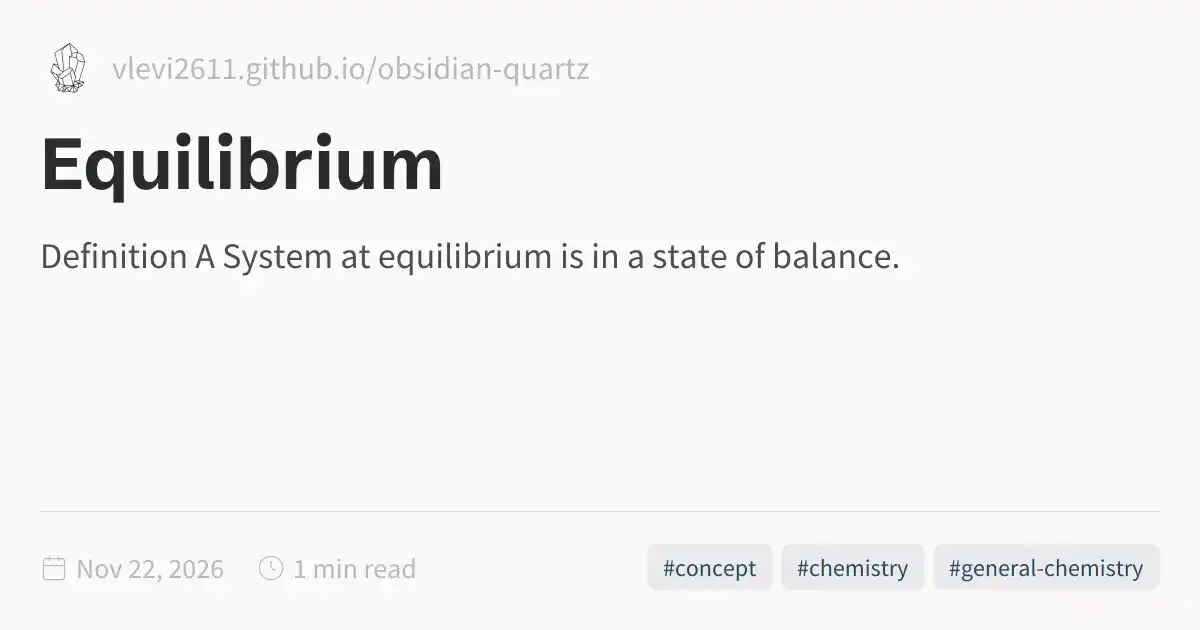 vlevi2611.github.io/obsidian-quartz
Equilibrium
Definition A System at equilibrium is in a state of balance.
Nov 22, 2026 1 min read #concept #chemistry #general-chemistry